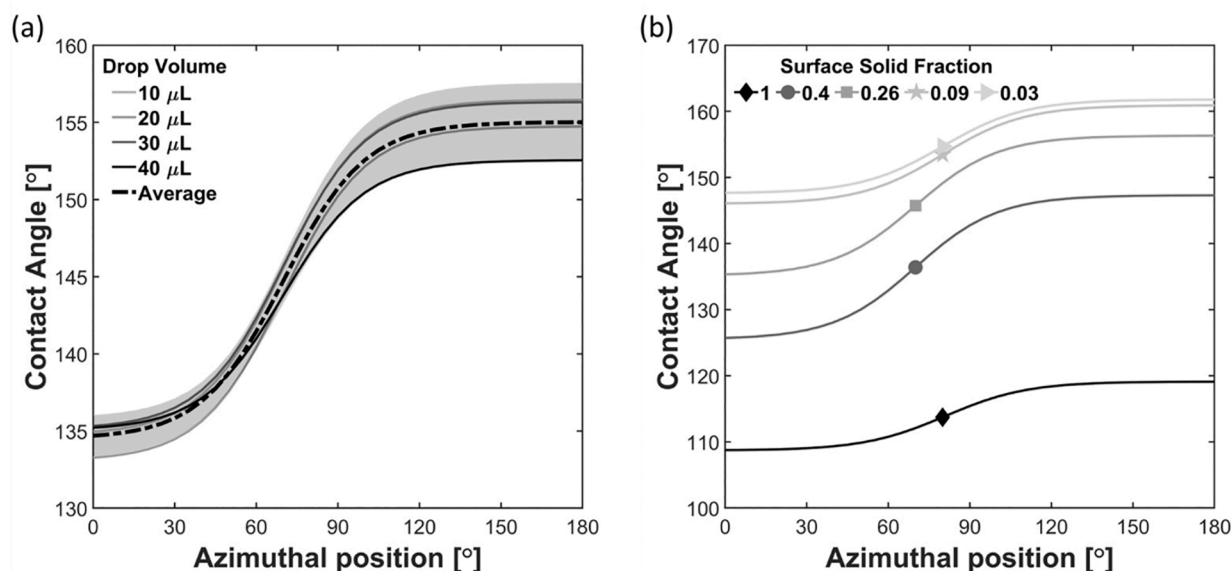 (a)
160
155
150
145
140
135
130
Contact Angle [°]
Drop Volume
10 μL
20 μL
30 μL
40 μL
Average
0 30 60 90 120 150 180
Azimuthal position [°]
(b)
170
160
150
140
130
120
110
100
Contact Angle [°]
Surface Solid Fraction
1 0.4 0.26 0.09 0.03
0 30 60 90 120 150 180
Azimuthal position [°]